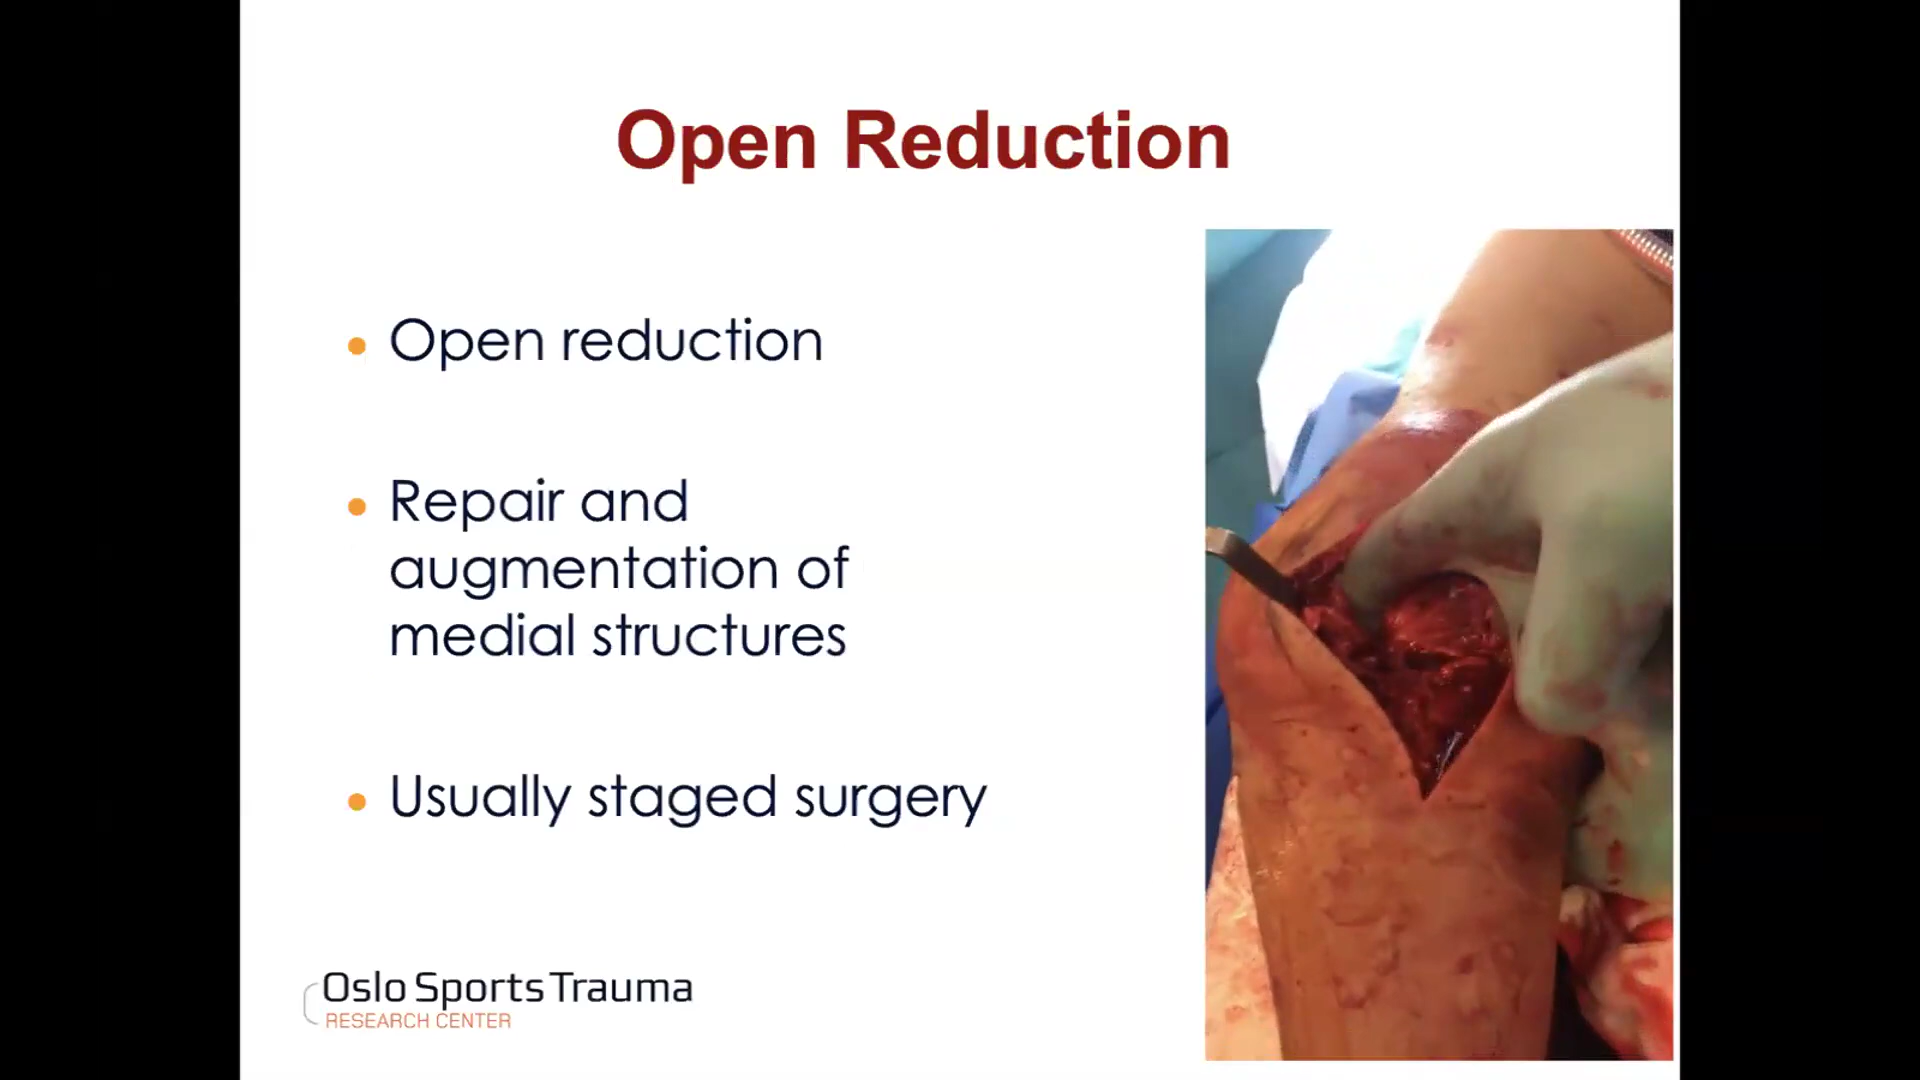 Open Reduction
Open reduction
Repair and
augmentation of
medial structures
Usually staged surgery
Oslo Sports Trauma
RESEARCH CENTER